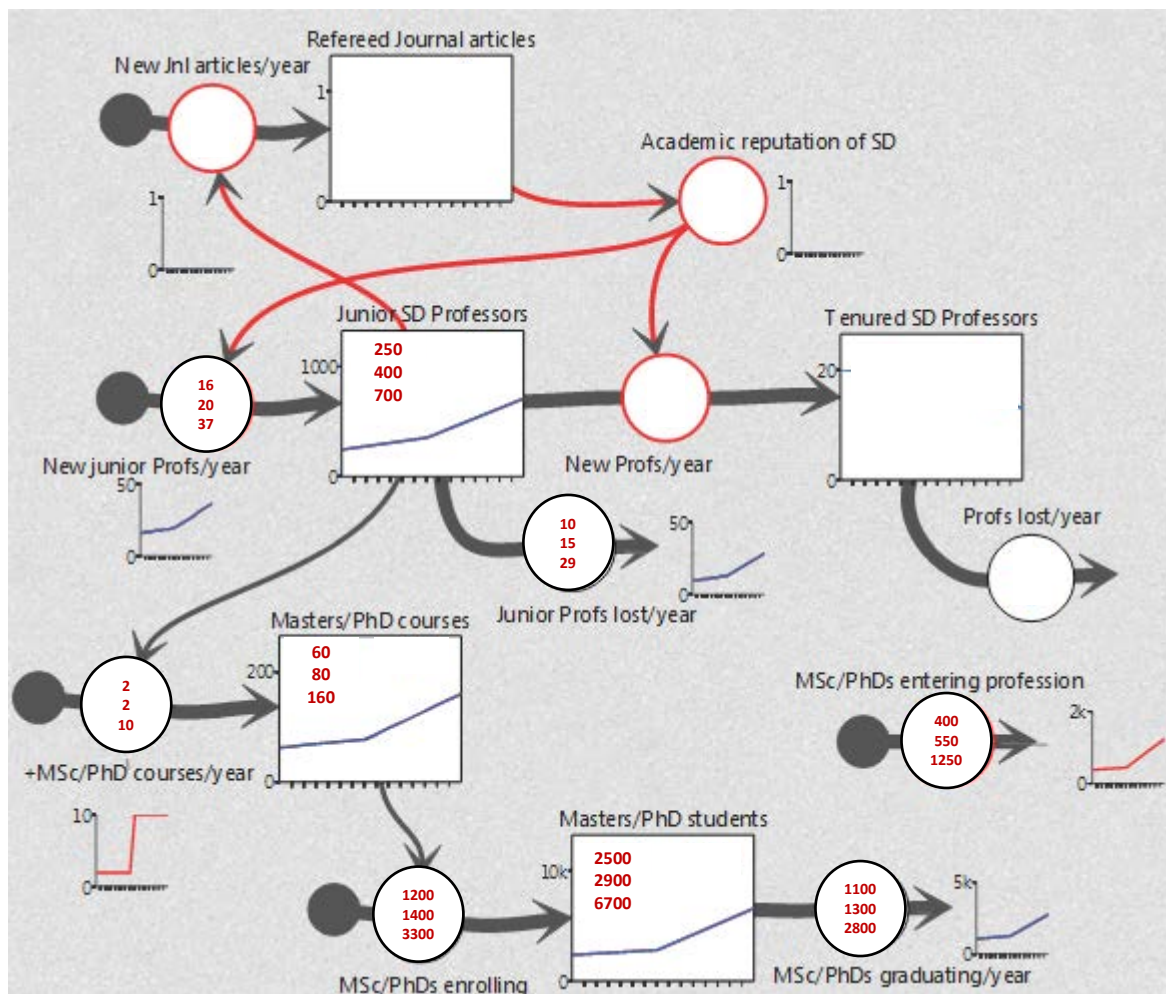 Refereed Journal articles
New Jnl articles/year
1
0
1
0
Academic reputation of SD
1
0
Junior SD Professors
1000
0
250
400
700
Tenured SD Professors
20
0
16
20
37
New junior Profs/year
50
0
New Profs/year
10
15
29
Junior Profs lost/year
50
0
Profs lost/year
Masters/PhD courses
200
0
60
80
160
2
2
10
+MSc/PhD courses/year
10
0
MSc/PhDs entering profession
400
550
1250
2k
0
Masters/PhD students
10k
0
2500
2900
6700
1200
1400
3300
MSc/PhDs enrolling
1100
1300
2800
MSc/PhDs graduating/year
5k
0